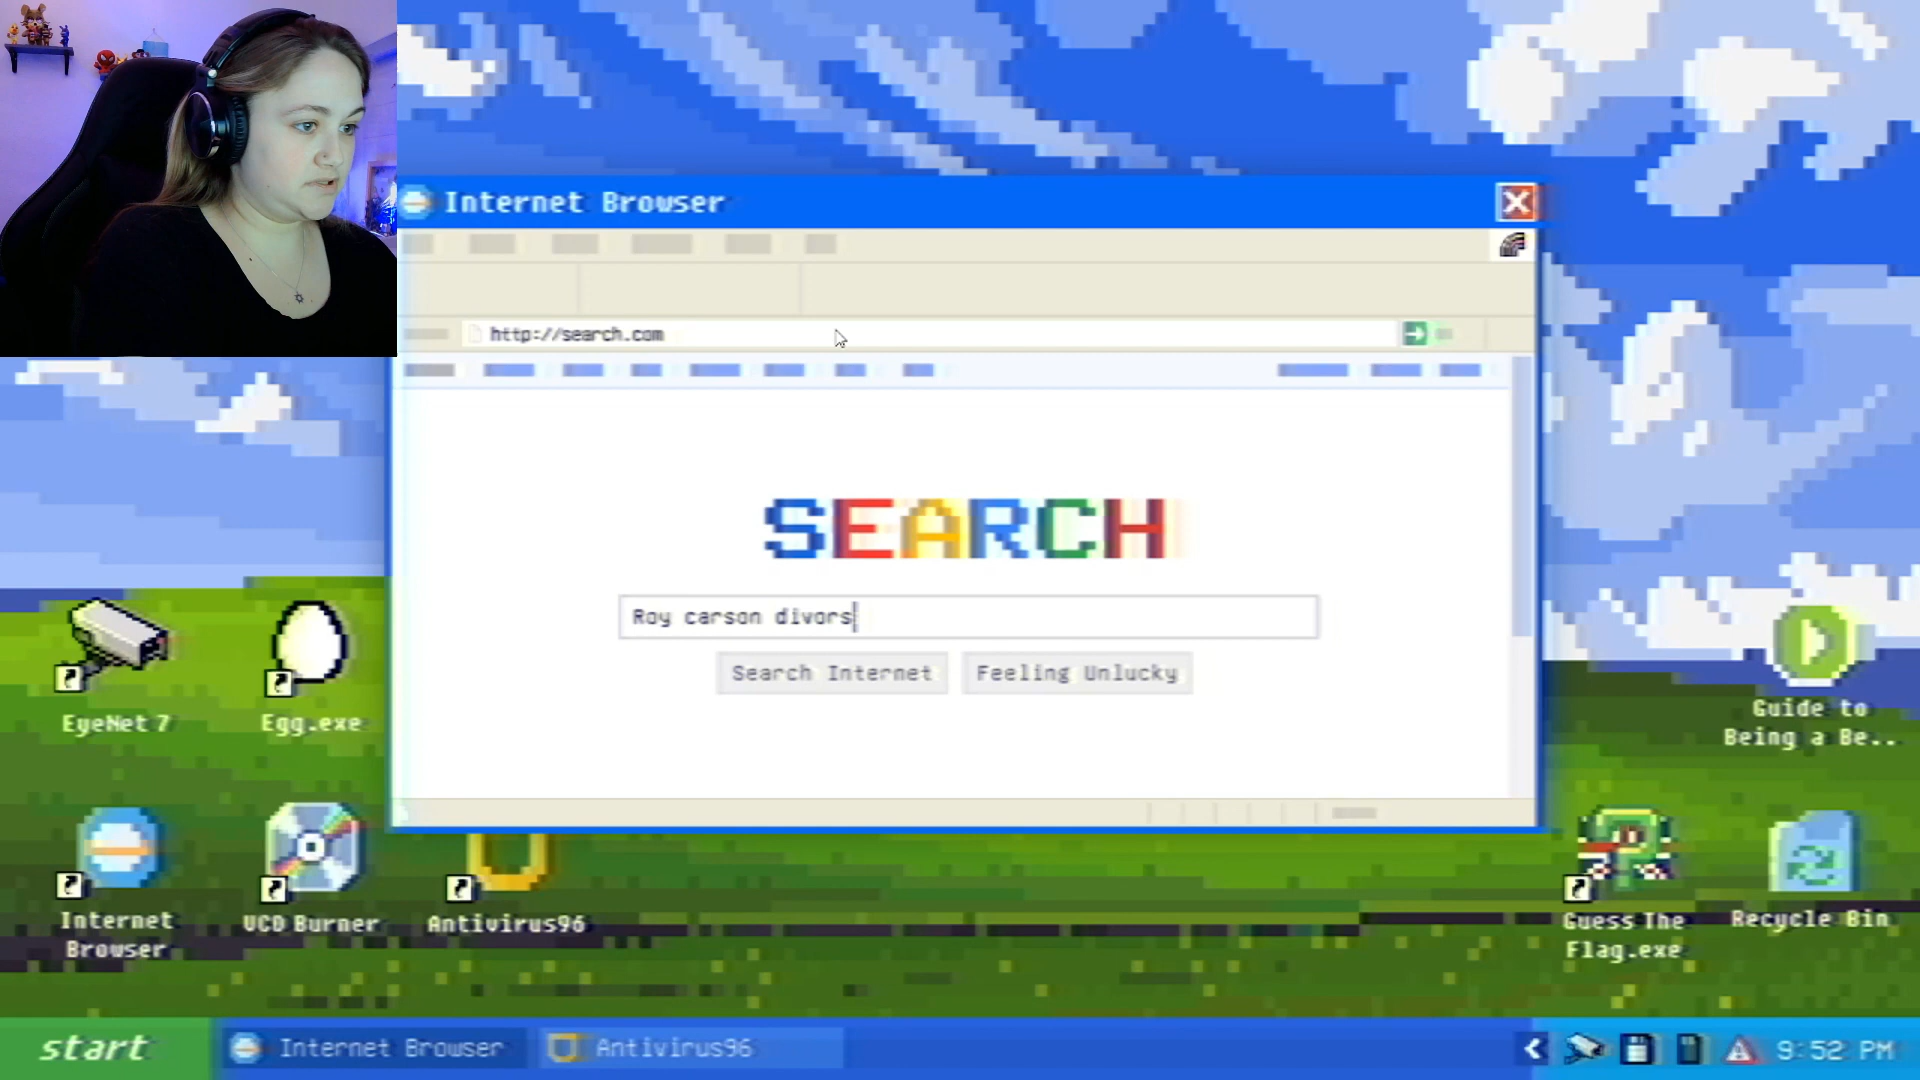 Internet Browser
http://search.com
SEARCH
Roy carson divors
Search Internet
Feeling Unlucky
EyeNet 7
Egg.exe
Guide to
Being a Be..
Internet
Browser
VCD Burner
Antivirus96
Guess The
Flag.exe
Recycle Bin
start
Internet Browser
Antivirus96
9:52 PM